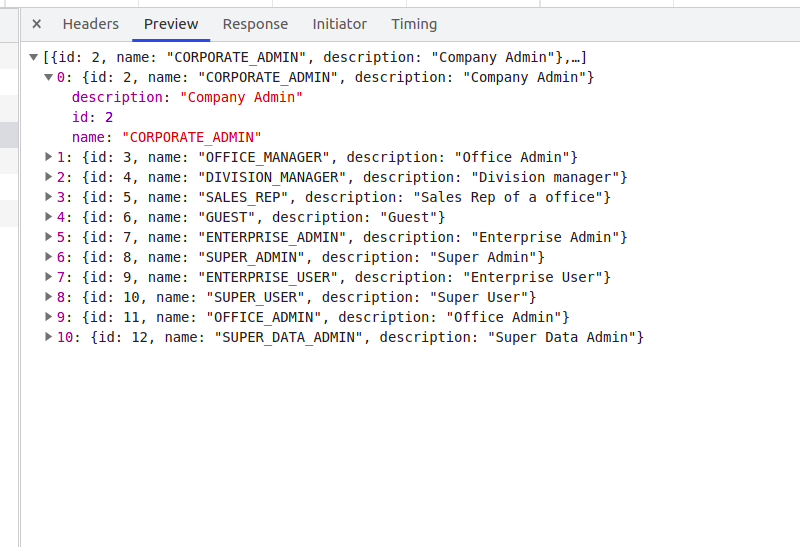 × Headers Preview Response Initiator Timing
[{id: 2, name: "CORPORATE_ADMIN", description: "Company Admin"},…]
0: {id: 2, name: "CORPORATE_ADMIN", description: "Company Admin"}
description: "Company Admin"
id: 2
name: "CORPORATE_ADMIN"
1: {id: 3, name: "OFFICE_MANAGER", description: "Office Admin"}
2: {id: 4, name: "DIVISION_MANAGER", description: "Division manager"}
3: {id: 5, name: "SALES_REP", description: "Sales Rep of a office"}
4: {id: 6, name: "GUEST", description: "Guest"}
5: {id: 7, name: "ENTERPRISE_ADMIN", description: "Enterprise Admin"}
6: {id: 8, name: "SUPER_ADMIN", description: "Super Admin"}
7: {id: 9, name: "ENTERPRISE_USER", description: "Enterprise User"}
8: {id: 10, name: "SUPER_USER", description: "Super User"}
9: {id: 11, name: "OFFICE_ADMIN", description: "Office Admin"}
10: {id: 12, name: "SUPER_DATA_ADMIN", description: "Super Data Admin"}